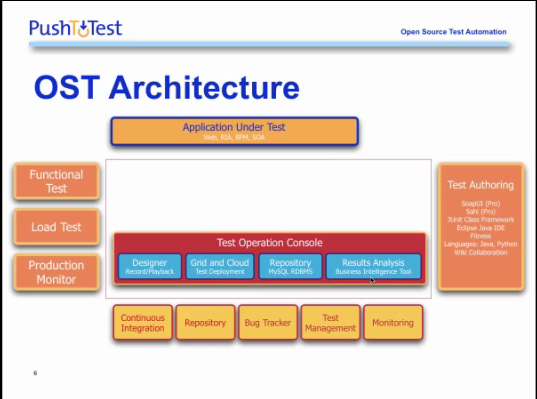 PushToTest
Open Source Test Automation
OST Architecture
Application Under Test
Web, RIA, BPM, SOA
Functional
Test
Load Test
Production
Monitor
Test Operation Console
Designer
Record/Playback
Grid and Cloud
Test Deployment
Repository
MySQL RDBMS
Results Analysis
Business Intelligence Tool
Test Authoring
SoapUI (Pro)
Sahi (Pro)
JUnit Class Framework
Eclipse Java IDE
Fitness
Languages: Java, Python
Wiki Collaboration
Continuous
Integration
Repository
Bug Tracker
Test
Management
Monitoring
6